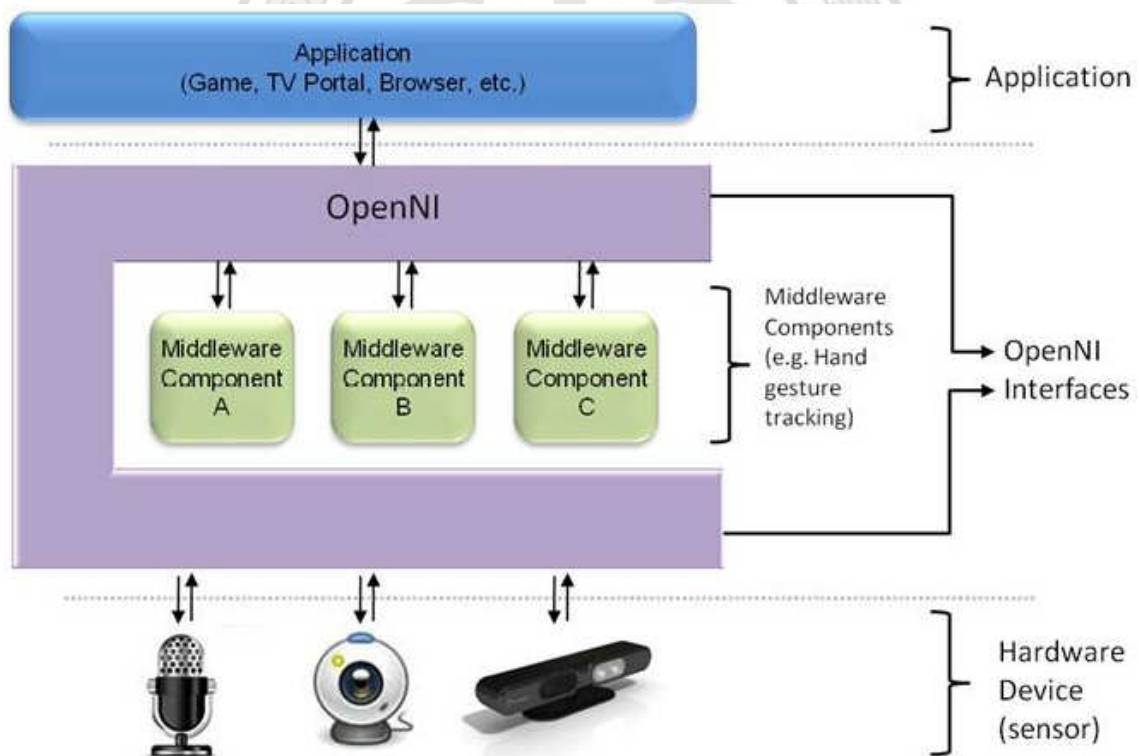 Application
(Game, TV Portal, Browser, etc.)
Application
OpenNI
Middleware
Component
A
Middleware
Component
B
Middleware
Component
C
Middleware
Components
(e.g. Hand
gesture
tracking)
OpenNI
Interfaces
Hardware
Device
(sensor)